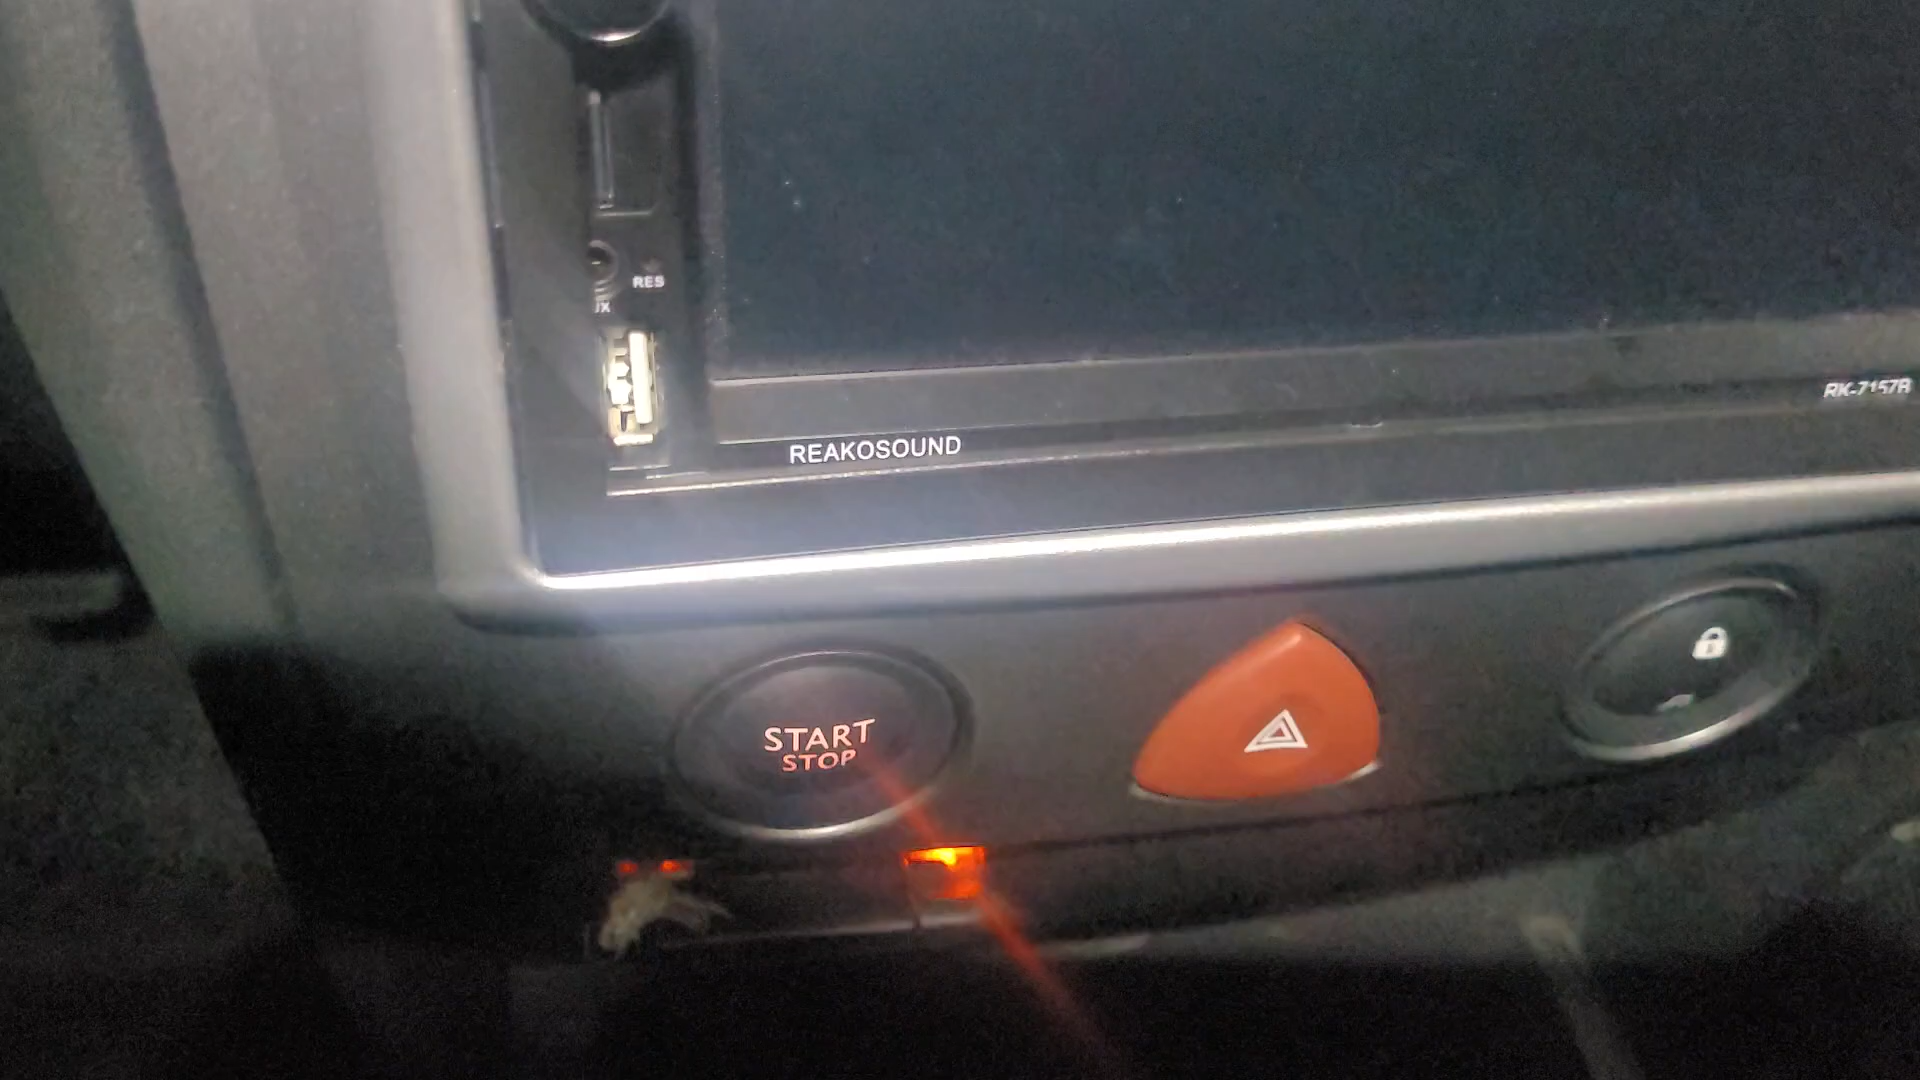 RES
UX
REAKOSOUND
RK-7157B
START
STOP